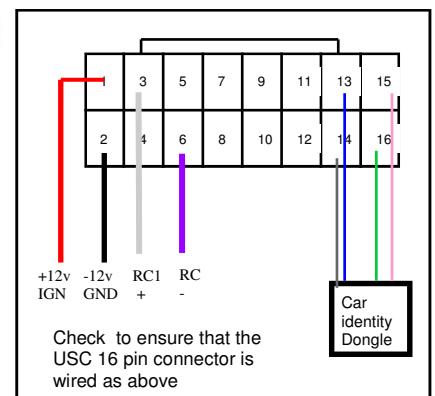 1 3 5 7 9 11 13 15
2 4 6 8 10 12 14 16
+12v -12v RC1 RC
IGN GND + -
Car
identity
Dongle
Check to ensure that the
USC 16 pin connector is
wired as above